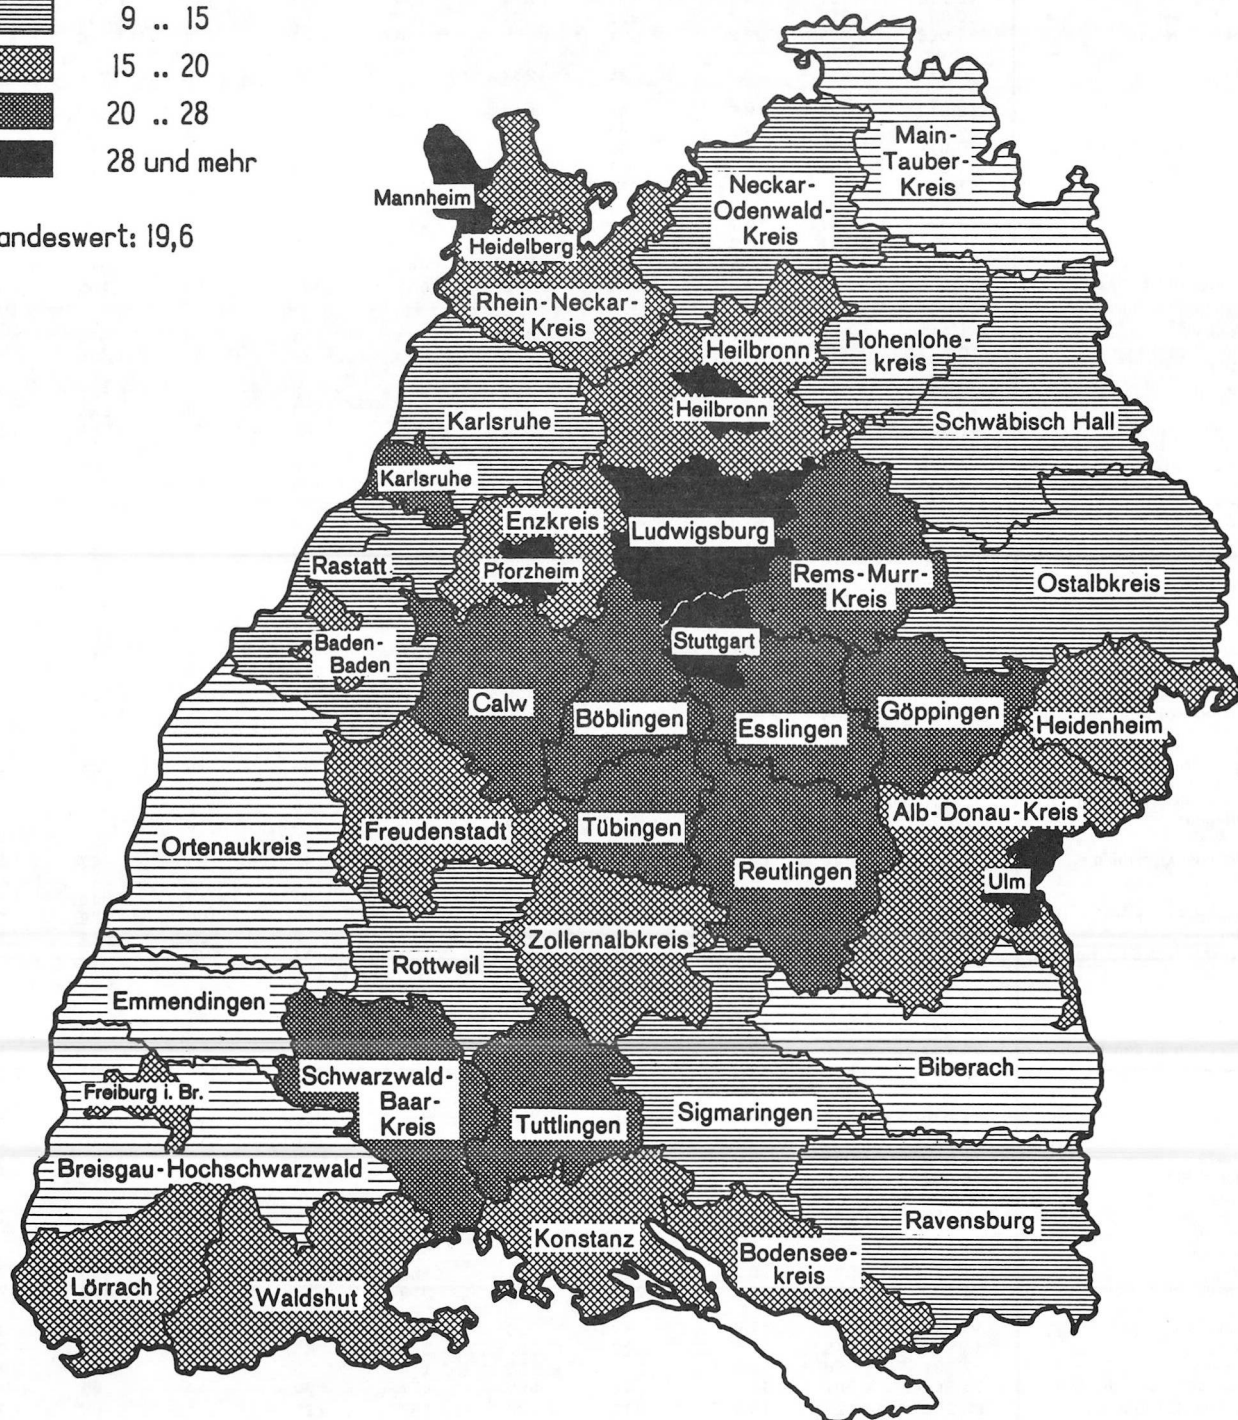 9 .. 15
15 .. 20
20 .. 28
28 und mehr
andeswert: 19,6
Main-
Tauber-
Kreis
Neckar-
Odenwald-
Kreis
Mannheim
Heidelberg
Rhein-Neckar-
Kreis
Heilbronn
Hohenlohe-
kreis
Heilbronn
Karlsruhe
Schwäbisch Hall
Karlsruhe
Enzkreis
Ludwigsburg
Rastatt
Pforzheim
Rems-Murr-
Kreis
Ostalbkreis
Baden-
Baden
Stuttgart
Calw
Böblingen
Esslingen
Göppingen
Heidenheim
Ortenaukreis
Freudenstadt
Tübingen
Alb-Donau-Kreis
Reutlingen
Ulm
Rottweil
Zollernalbkreis
Emmendingen
Biberach
Freiburg i. Br.
Schwarzwald-
Baar-
Kreis
Tuttlingen
Sigmaringen
Breisgau-Hochschwarzwald
Ravensburg
Konstanz
Bodensee-
kreis
Lörrach
Waldshut